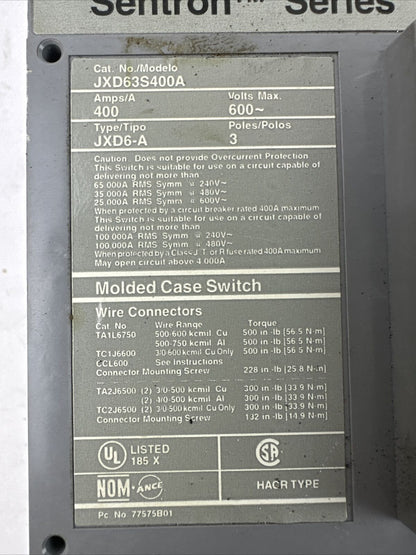 Sentron™ Series
Cat. No./Modelo
JXD63S400A
Amps/A Volts Max.
400 600~
Type/Tipo Poles/Polos
JXD6-A 3
Caution: Does not provide Overcurrent Protection
This Switch is suitable for use on a circuit capable of
delivering not more than:
65.000A RMS Symm @ 240V~
35.000A RMS Symm @ 480V~
25.000A RMS Symm @ 600V~
When protected by a circuit breaker rated 400A maximum
This Switch is suitable for use on a circuit capable of
delivering not more than
100.000A RMS Symm @ 240V~
100.000A RMS Symm @ 480V~
When protected by a Class J T or R fuse rated 400A maximum
May open circuit above 4.000A
Molded Case Switch
Wire Connectors
Cat. No Wire Range Torque
TA1L6750 500-600 kcmil Cu 500 in-lb [56.5 N·m]
500-750 kcmil Al 500 in-lb [56.5 N·m]
TC1J6600 3/0-600 kcmil Cu Only 500 in-lb [56.5 N·m]
CCL600 See Instructions
Connector Mounting Screw 228 in-lb [25.8 N·m]
TA2J6500 (2) 3/0-500 kcmil Cu 300 in-lb [33.9 N·m]
(2) 4/0-500 kcmil Al 300 in-lb [33.9 N·m]
TC2J6500 (2) 3/0-500 kcmil Cu Only 300 in-lb [33.9 N·m]
Connector Mounting Screw 132 in-lb [14.9 N·m]
UL LISTED
185 X
NOM-ANCE HACR TYPE
Pc. No. 77575B01